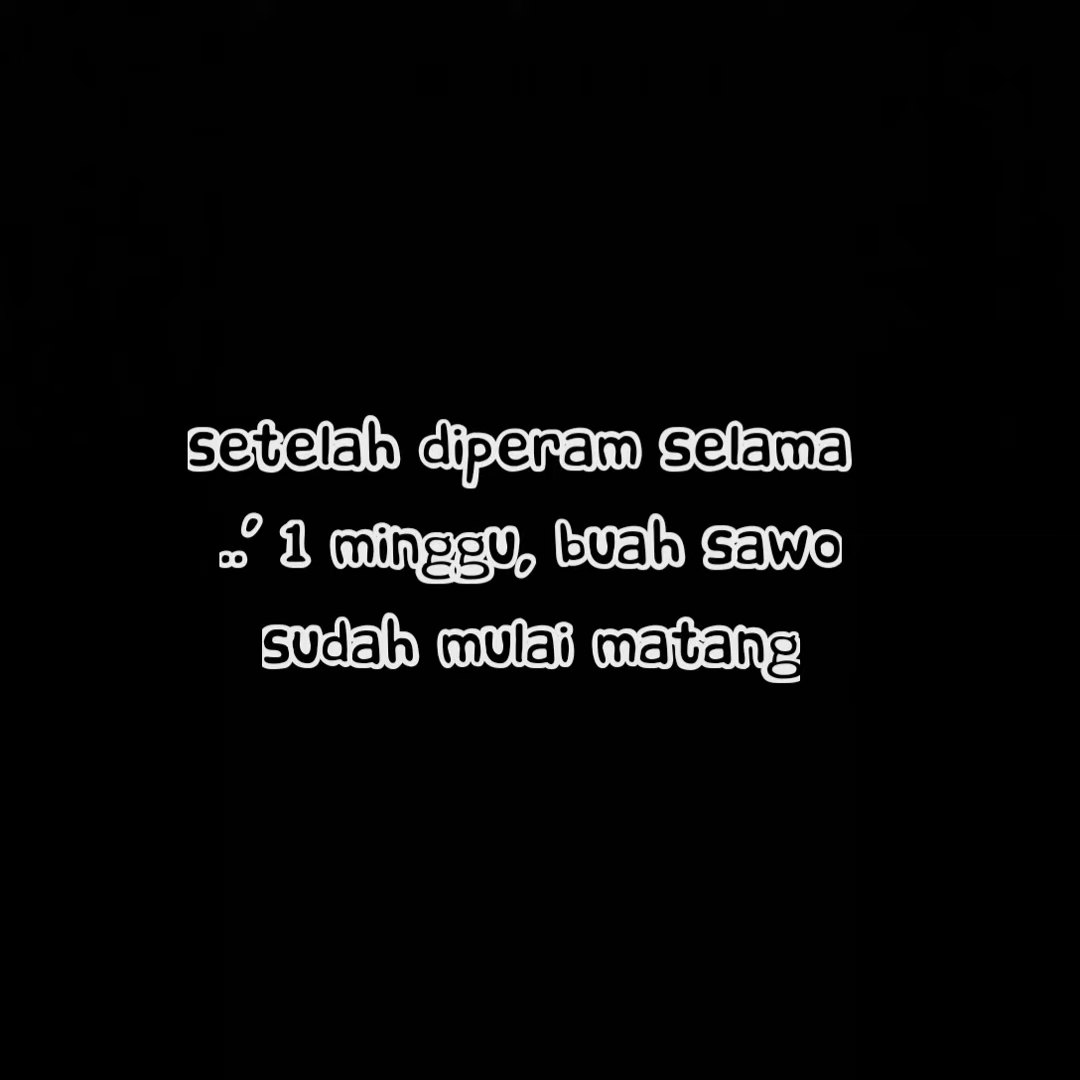 setelah diperam selama
..' 1 minggu, buah sawo
sudah mulai matang